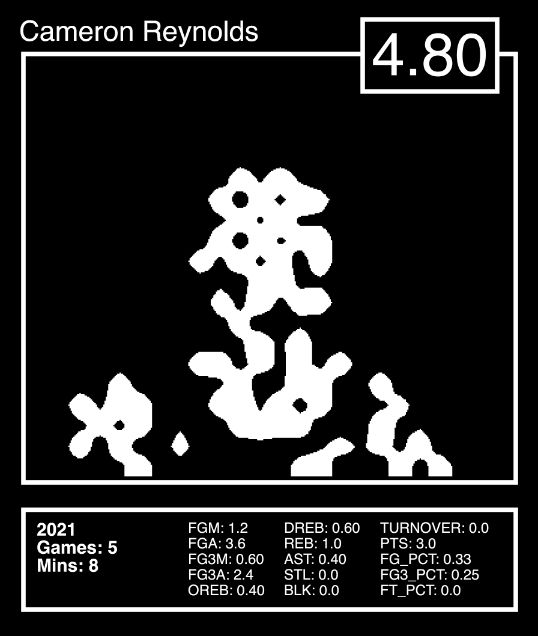 Cameron Reynolds
4.80
2021
Games: 5
Mins: 8
FGM: 1.2
FGA: 3.6
FG3M: 0.60
FG3A: 2.4
OREB: 0.40
DREB: 0.60
REB: 1.0
AST: 0.40
STL: 0.0
BLK: 0.0
TURNOVER: 0.0
PTS: 3.0
FG_PCT: 0.33
FG3_PCT: 0.25
FT_PCT: 0.0